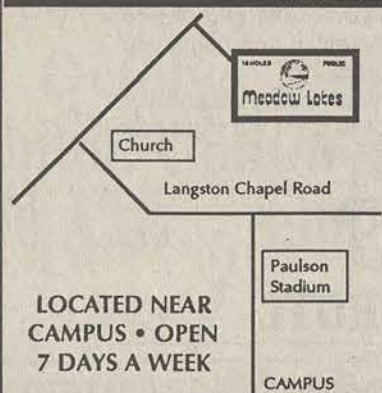 18 HOLES PUBLIC
Meadow Lakes
Church
Langston Chapel Road
Paulson
Stadium
LOCATED NEAR
CAMPUS • OPEN
7 DAYS A WEEK
CAMPUS